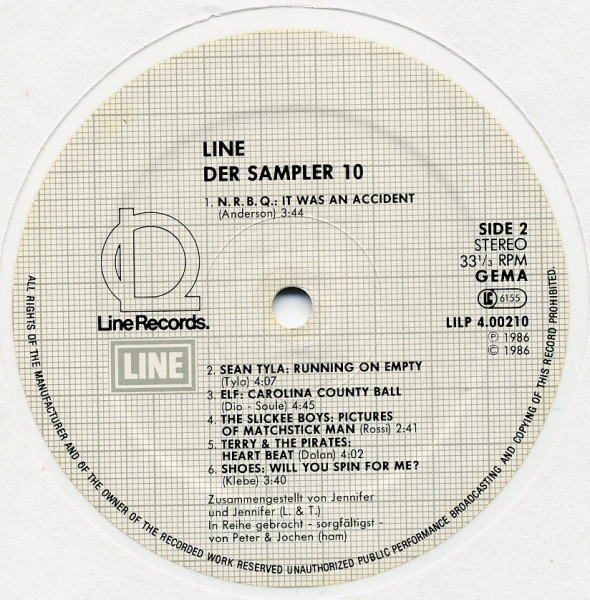 LINE
DER SAMPLER 10
1. N.R.B.Q.: IT WAS AN ACCIDENT
(Anderson) 3:44
SIDE 2
STEREO
33 1/3 RPM
GEMA
LC 6155
LILP 4.00210
Ⓟ 1986
© 1986
Line Records.
LINE
2. SEAN TYLA: RUNNING ON EMPTY
(Tyla) 4:07
3. ELF: CAROLINA COUNTY BALL
(Dio - Soule) 4:45
4. THE SLICKEE BOYS: PICTURES
OF MATCHSTICK MAN (Rossi) 2:41
5. TERRY & THE PIRATES:
HEART BEAT (Dolan) 4:02
6. SHOES: WILL YOU SPIN FOR ME?
(Klebe) 3:40
Zusammengestellt von Jennifer
und Jennifer (L. & T.)
In Reihe gebracht - sorgfältigst -
von Peter & Jochen (ham)
ALL RIGHTS OF THE MANUFACTURER AND OF THE OWNER OF THE RECORDED WORK RESERVED UNAUTHORIZED PUBLIC PERFORMANCE BROADCASTING AND COPYING OF THIS RECORD PROHIBITED.